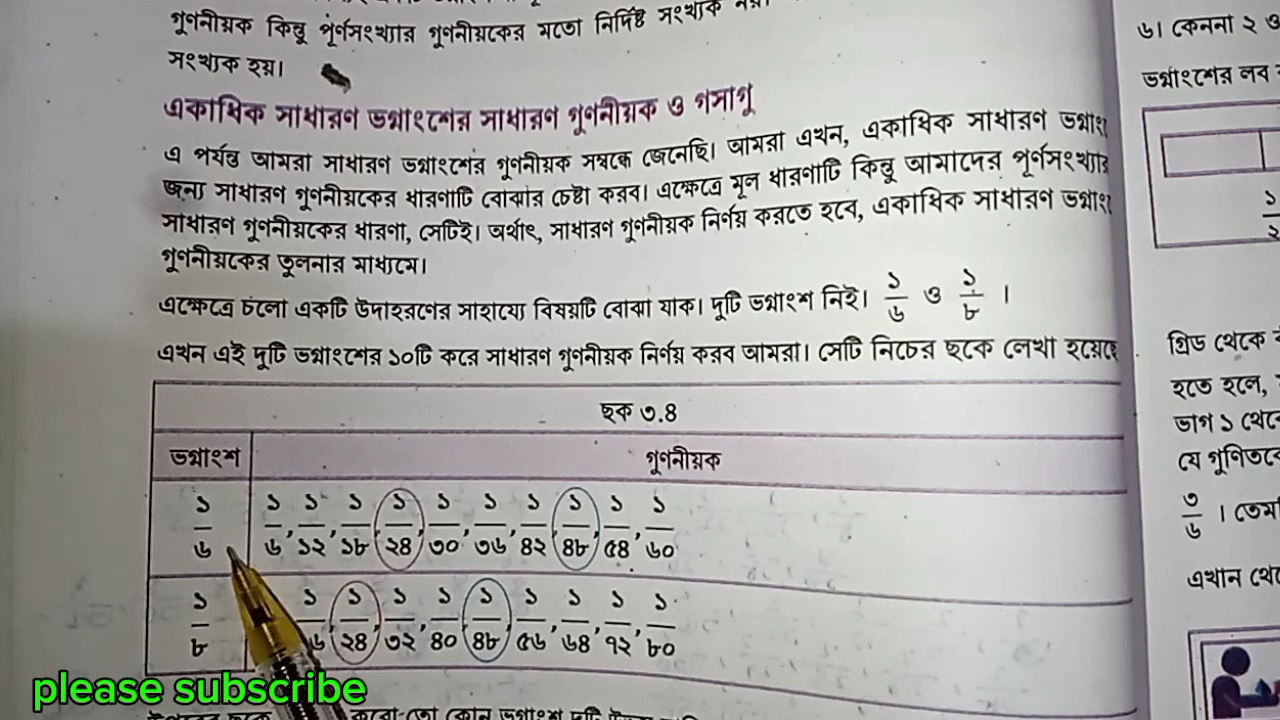 গুণনীয়ক কিন্তু পূর্ণসংখ্যার গুণনীয়কের মতো নির্দিষ্ট সংখ্যক নয়।
সংখ্যক হয়।
একাধিক সাধারণ ভগ্নাংশের সাধারণ গুণনীয়ক ও গসাগু
এ পর্যন্ত আমরা সাধারণ ভগ্নাংশের গুণনীয়ক সম্বন্ধে জেনেছি। আমরা এখন, একাধিক সাধারণ ভগ্নাং
জন্য সাধারণ গুণনীয়কের ধারণাটি বোঝার চেষ্টা করব। এক্ষেত্রে মূল ধারণাটি কিন্তু আমাদের পূর্ণসংখ্যার
সাধারণ গুণনীয়কের ধারণা, সেটিই। অর্থাৎ, সাধারণ গুণনীয়ক নির্ণয় করতে হবে, একাধিক সাধারণ ভগ্নাং
গুণনীয়কের তুলনার মাধ্যমে।
এক্ষেত্রে চলো একটি উদাহরণের সাহায্যে বিষয়টি বোঝা যাক। দুটি ভগ্নাংশ নিই। ১/৬ ও ১/৮ ।
এখন এই দুটি ভগ্নাংশের ১০টি করে সাধারণ গুণনীয়ক নির্ণয় করব আমরা। সেটি নিচের ছকে লেখা হয়েছে
ছক ৩.৪
ভগ্নাংশ গুণনীয়ক
১/৬ ১/৬, ১/১২, ১/১৮, ১/২৪, ১/৩০, ১/৩৬, ১/৪২, ১/৪৮, ১/৫৪, ১/৬০
১/৮ ১/২৪, ১/৩২, ১/৪০, ১/৪৮, ১/৫৬, ১/৬৪, ১/৭২, ১/৮০
৬। কেননা ২ ও
ভগ্নাংশের লব
১/২
গ্রিড থেকে
হতে হলে,
ভাগ ১ থেকে
যে গুণিতকে
৩/৬ ।
এখান থে
please subscribe